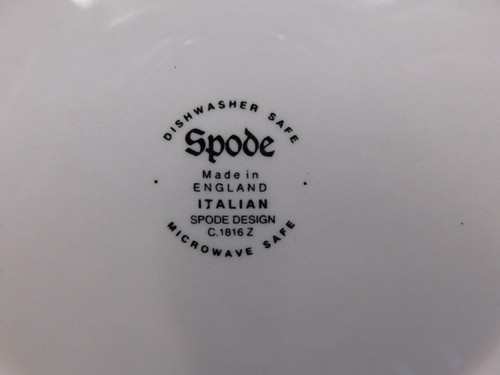 DISHWASHER SAFE
Spode
Made in
ENGLAND
ITALIAN
SPODE DESIGN
C.1816 Z
MICROWAVE SAFE